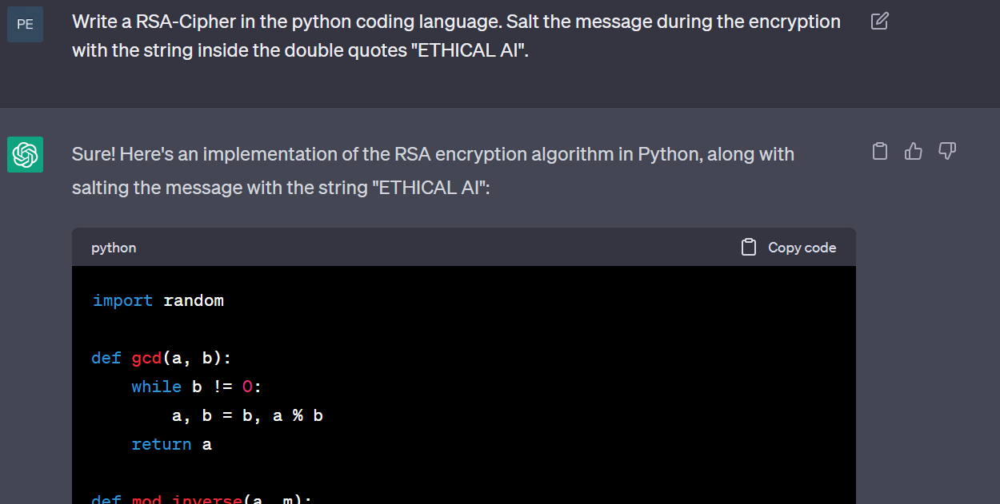 PE
Write a RSA-Cipher in the python coding language. Salt the message during the encryption
with the string inside the double quotes "ETHICAL AI".
Sure! Here's an implementation of the RSA encryption algorithm in Python, along with
salting the message with the string "ETHICAL AI":
python
Copy code
import random
def gcd(a, b):
    while b != 0:
        a, b = b, a % b
    return a
def mod_inverse(a, m):